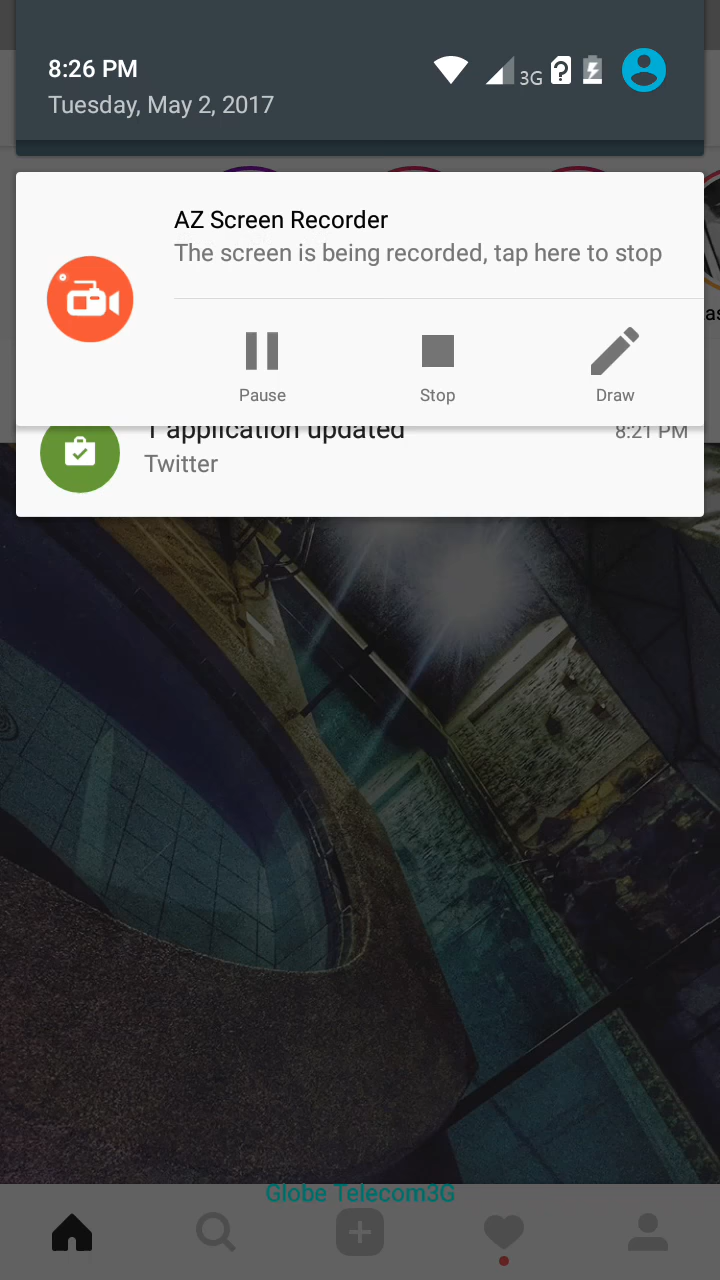 8:26 PM
3G
Tuesday, May 2, 2017
AZ Screen Recorder
The screen is being recorded, tap here to stop
Pause Stop Draw
1 application updated 8:21 PM
Twitter
Globe Telecom3G